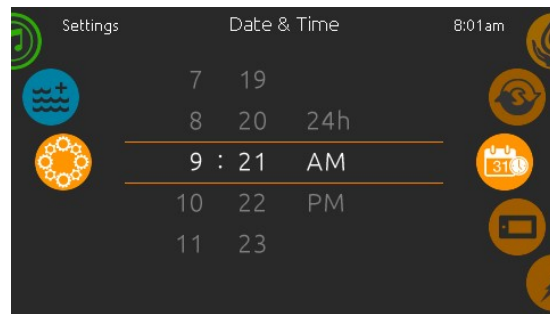 Settings Date & Time 8:01am
7 19
8 20 24h
9 : 21 AM
10 22 PM
11 23
31